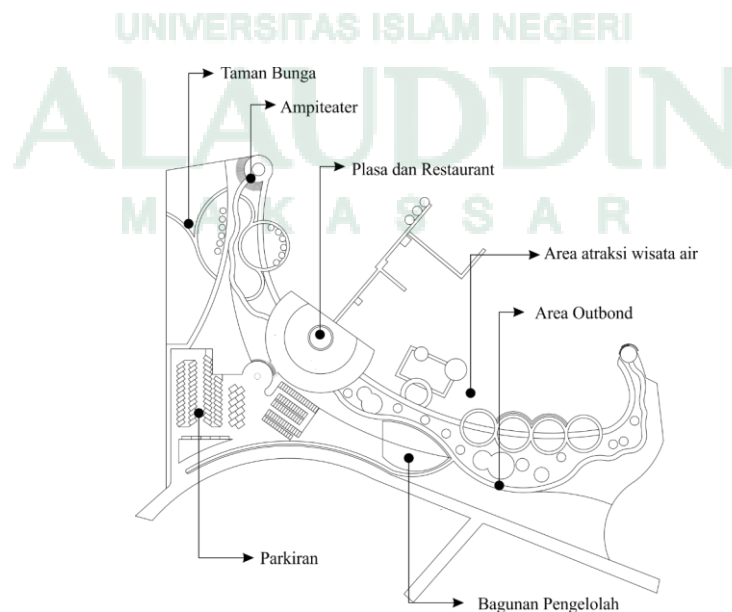 UNIVERSITAS ISLAM NEGERI
Taman Bunga
ALAUDDIN
Ampiteater
Plasa dan Restaurant
MAKASSAR
Area atraksi wisata air
Area Outbond
Parkiran
Bagunan Pengelolah